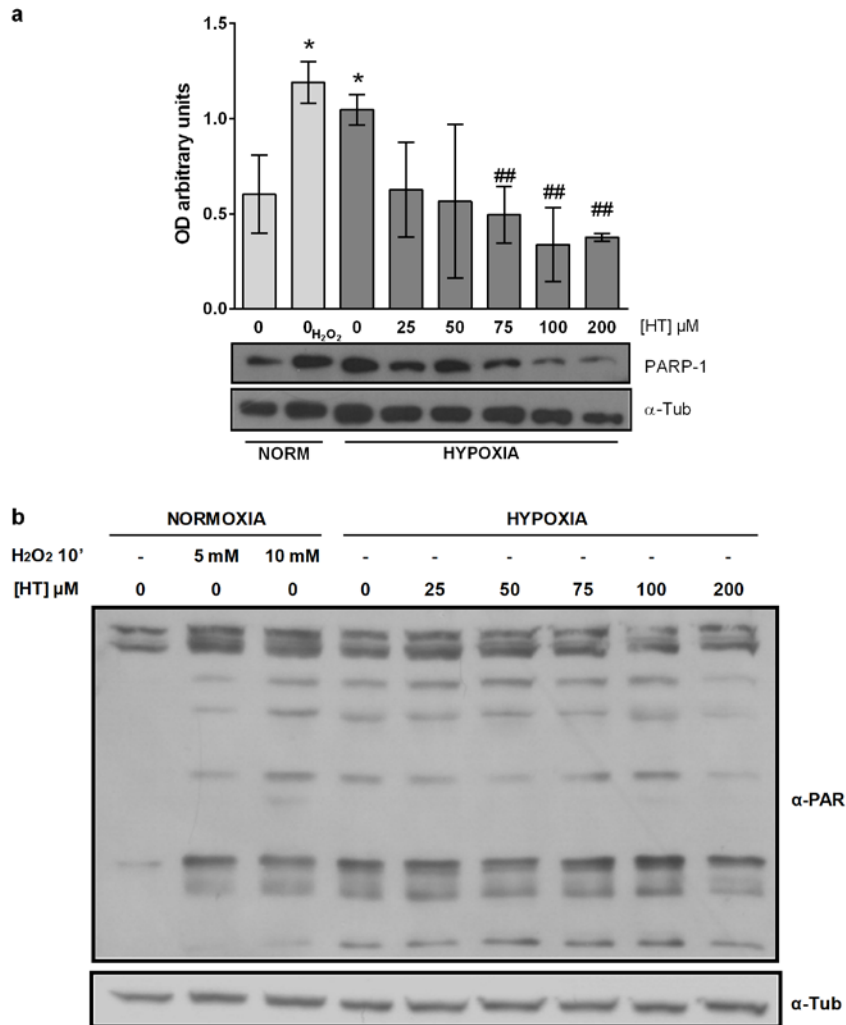 a
OD arbitrary units
1.5
1.0
0.5
0.0
* * ## ## ##
0 0H₂O₂ 0 25 50 75 100 200 [HT] µM
PARP-1
α-Tub
NORM HYPOXIA
b
NORMOXIA HYPOXIA
H₂O₂ 10' - 5 mM 10 mM - - - - - -
[HT] µM 0 0 0 0 25 50 75 100 200
α-PAR
α-Tub